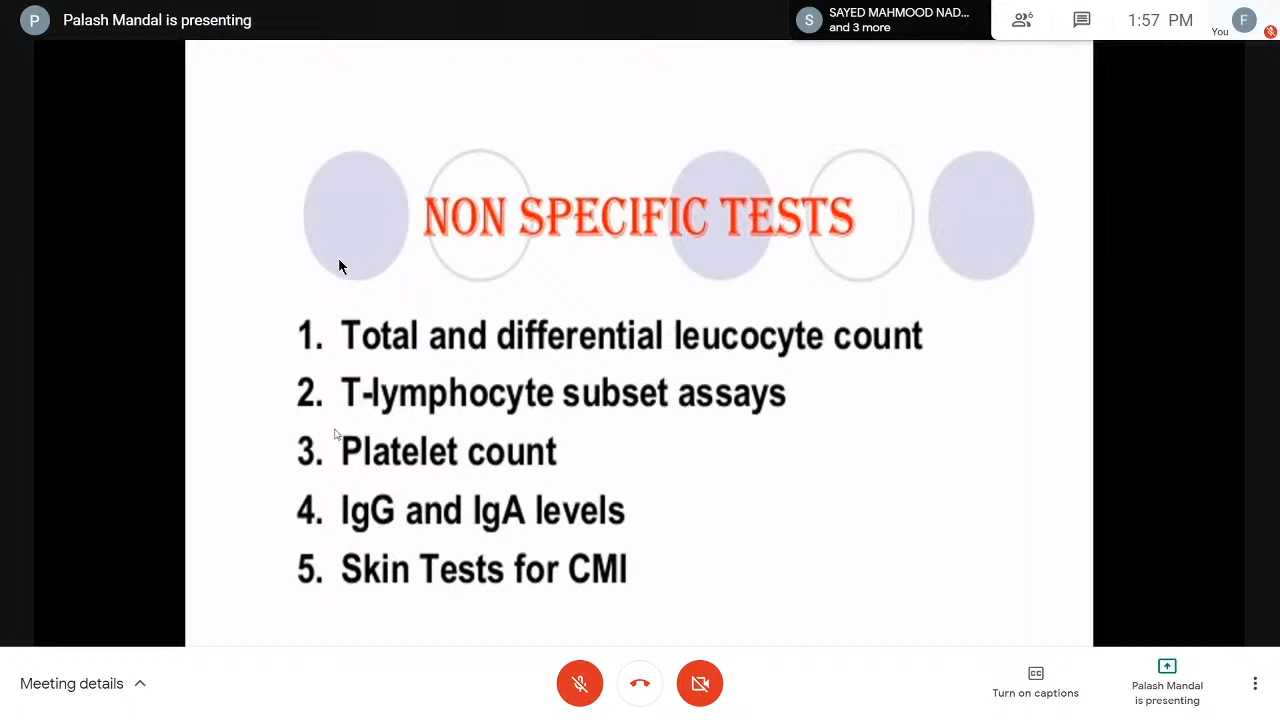 P Palash Mandal is presenting
S SAYED MAHMOOD NAD...
and 3 more
6
1:57 PM
You
F
NON SPECIFIC TESTS
1. Total and differential leucocyte count
2. T-lymphocyte subset assays
3. Platelet count
4. IgG and IgA levels
5. Skin Tests for CMI
Meeting details
CC
Turn on captions
Palash Mandal
is presenting